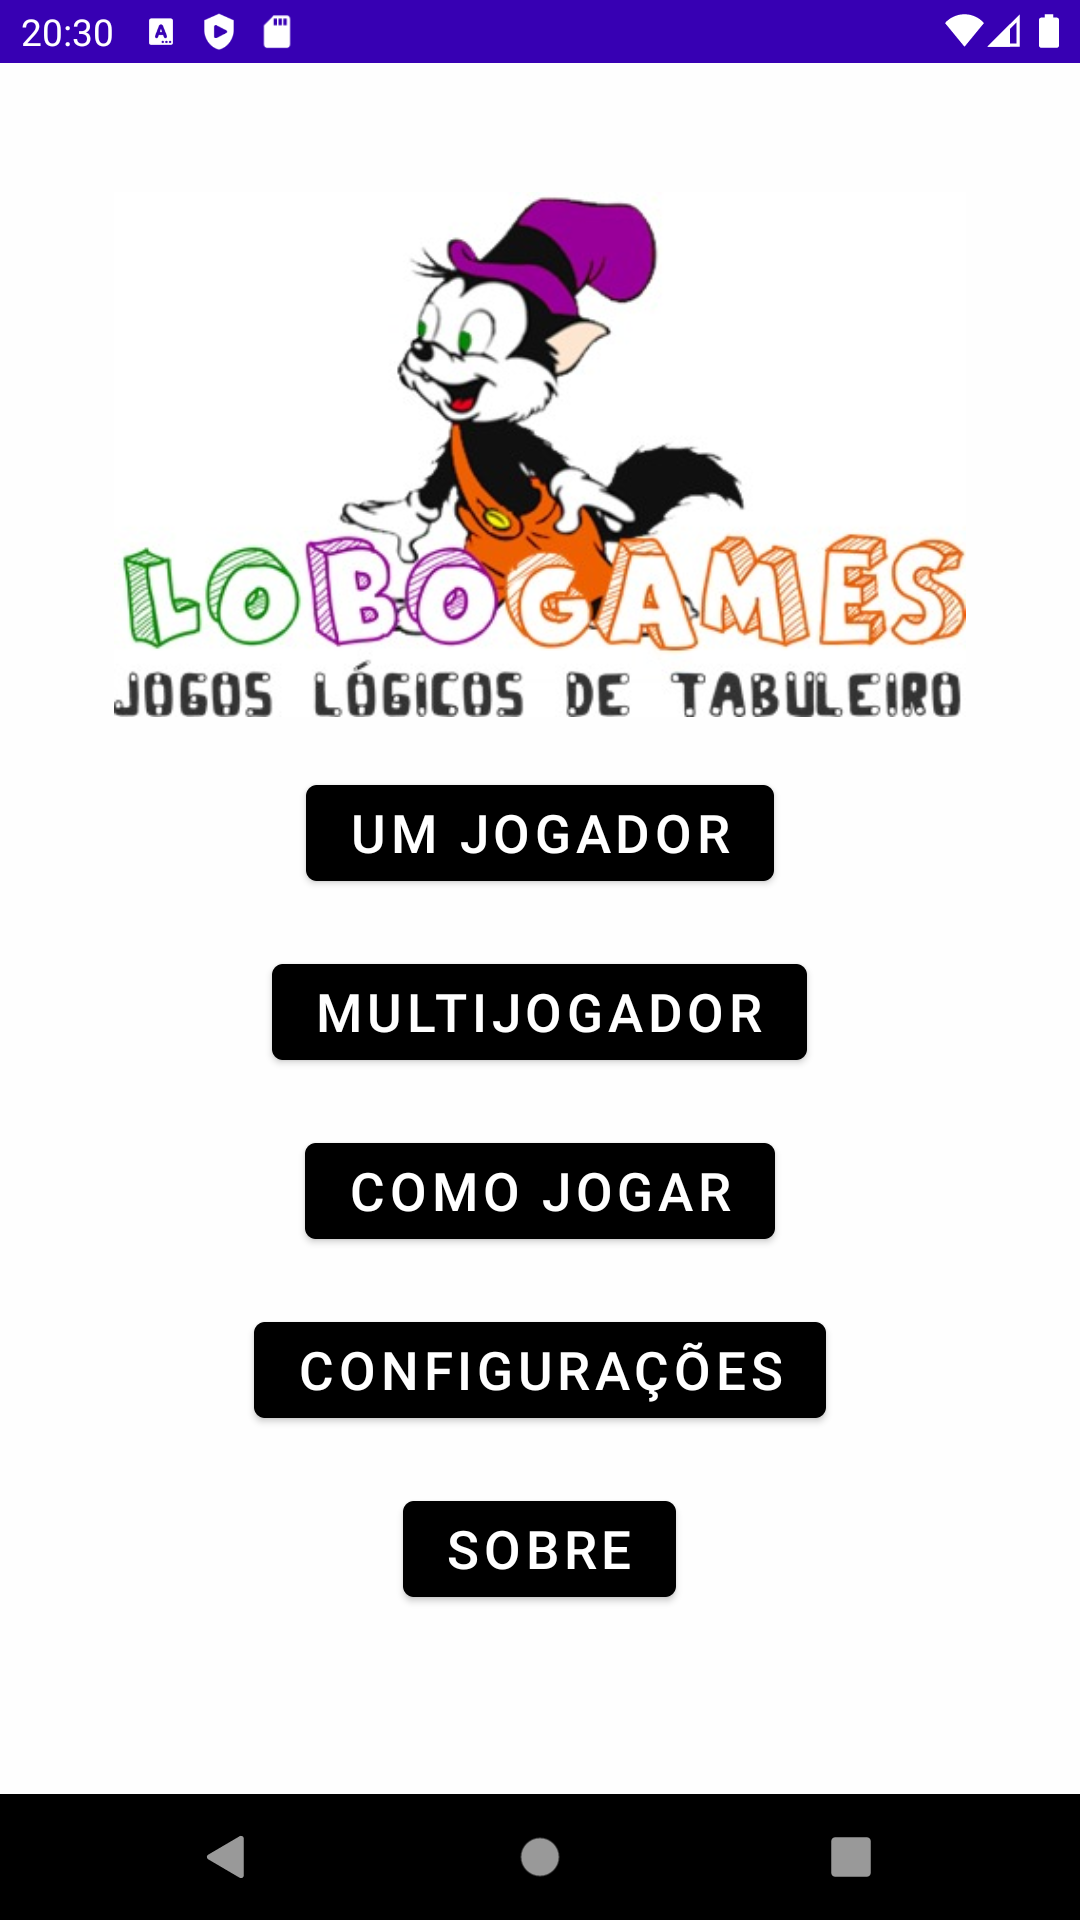 20:30
LOBOGAMES
JOGOS LÓGICOS DE TABULEIRO
UM JOGADOR
MULTIJOGADOR
COMO JOGAR
CONFIGURAÇÕES
SOBRE